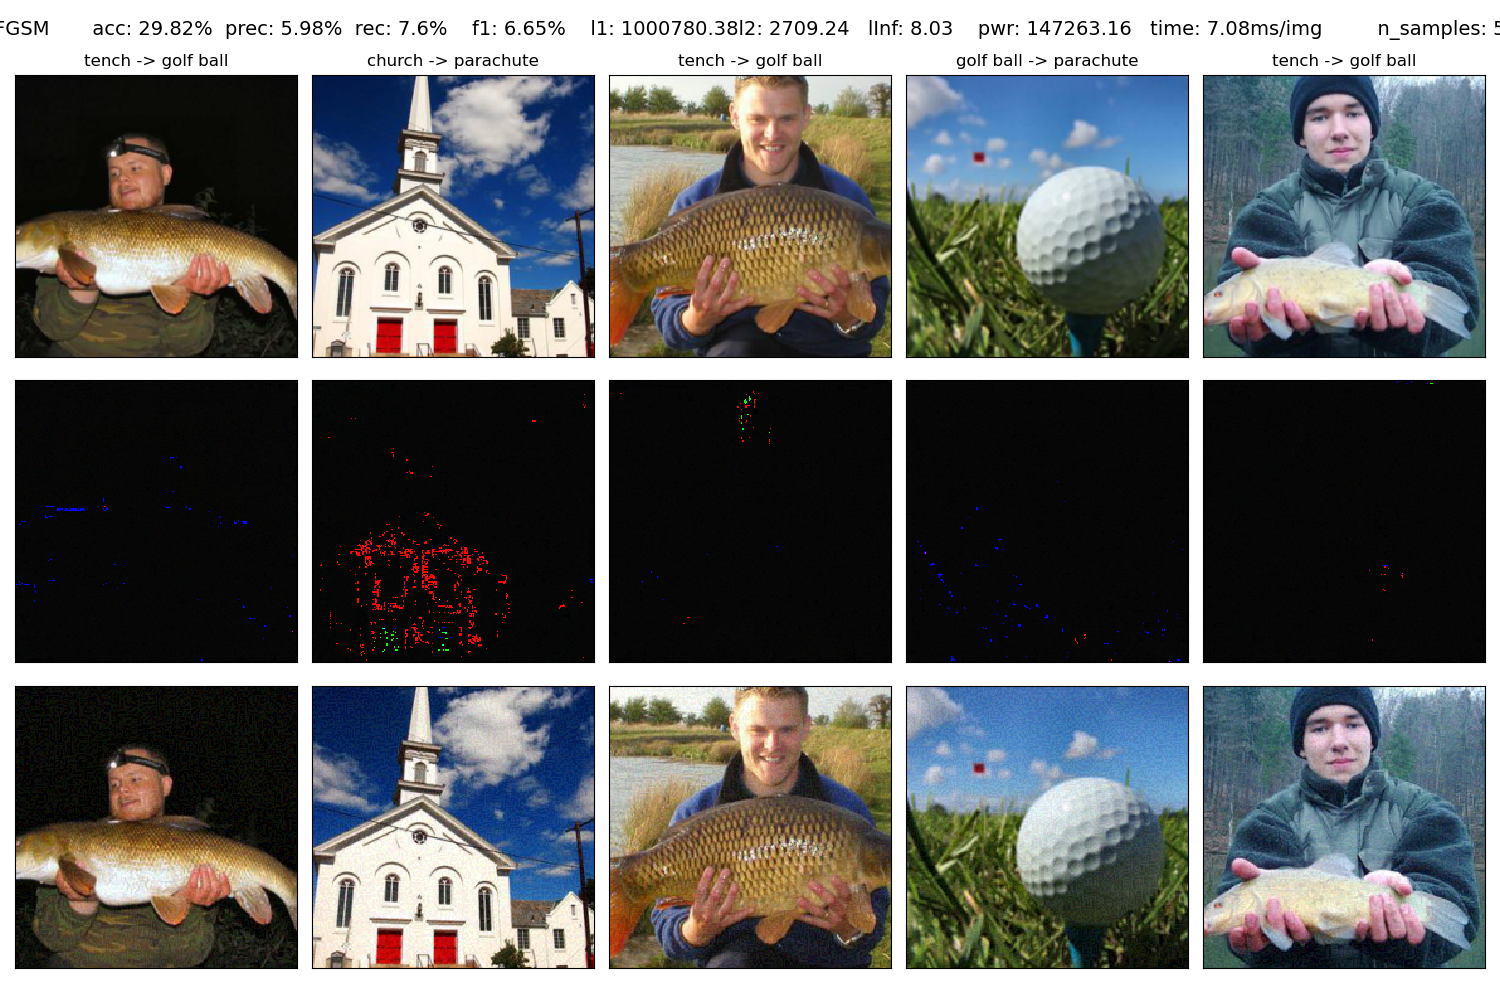 FGSM acc: 29.82% prec: 5.98% rec: 7.6% f1: 6.65% l1: 1000780.38l2: 2709.24 lInf: 8.03 pwr: 147263.16 time: 7.08ms/img n_samples: 5
tench -> golf ball
church -> parachute
tench -> golf ball
golf ball -> parachute
tench -> golf ball